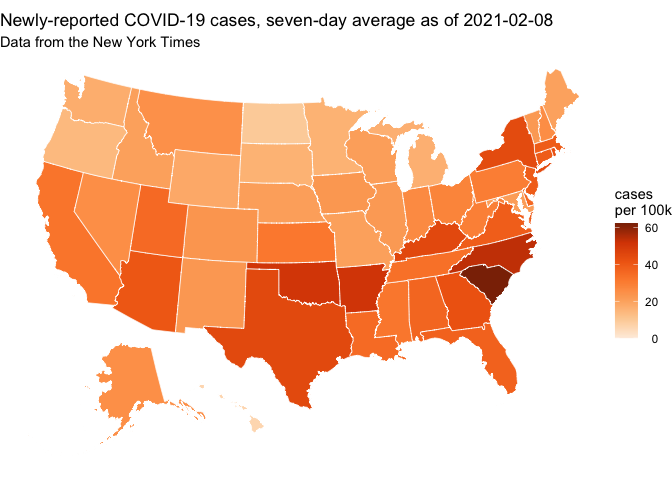 Newly-reported COVID-19 cases, seven-day average as of 2021-02-08
Data from the New York Times
cases
per 100k
60
40
20
0